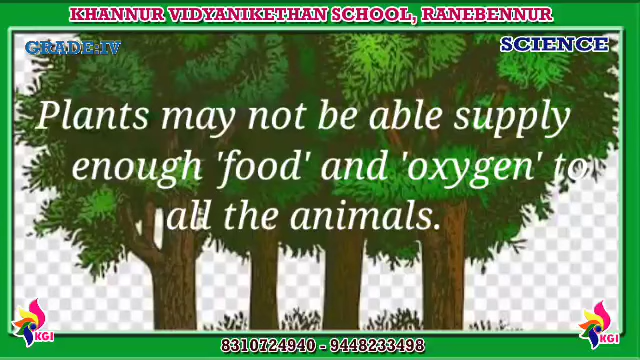 KHANNUR VIDYANIKETHAN SCHOOL, RANEBENNUR
GRADE:IV
SCIENCE
Plants may not be able supply
enough 'food' and 'oxygen' to
all the animals.
KGI
KGI
8310724940 - 9448233498